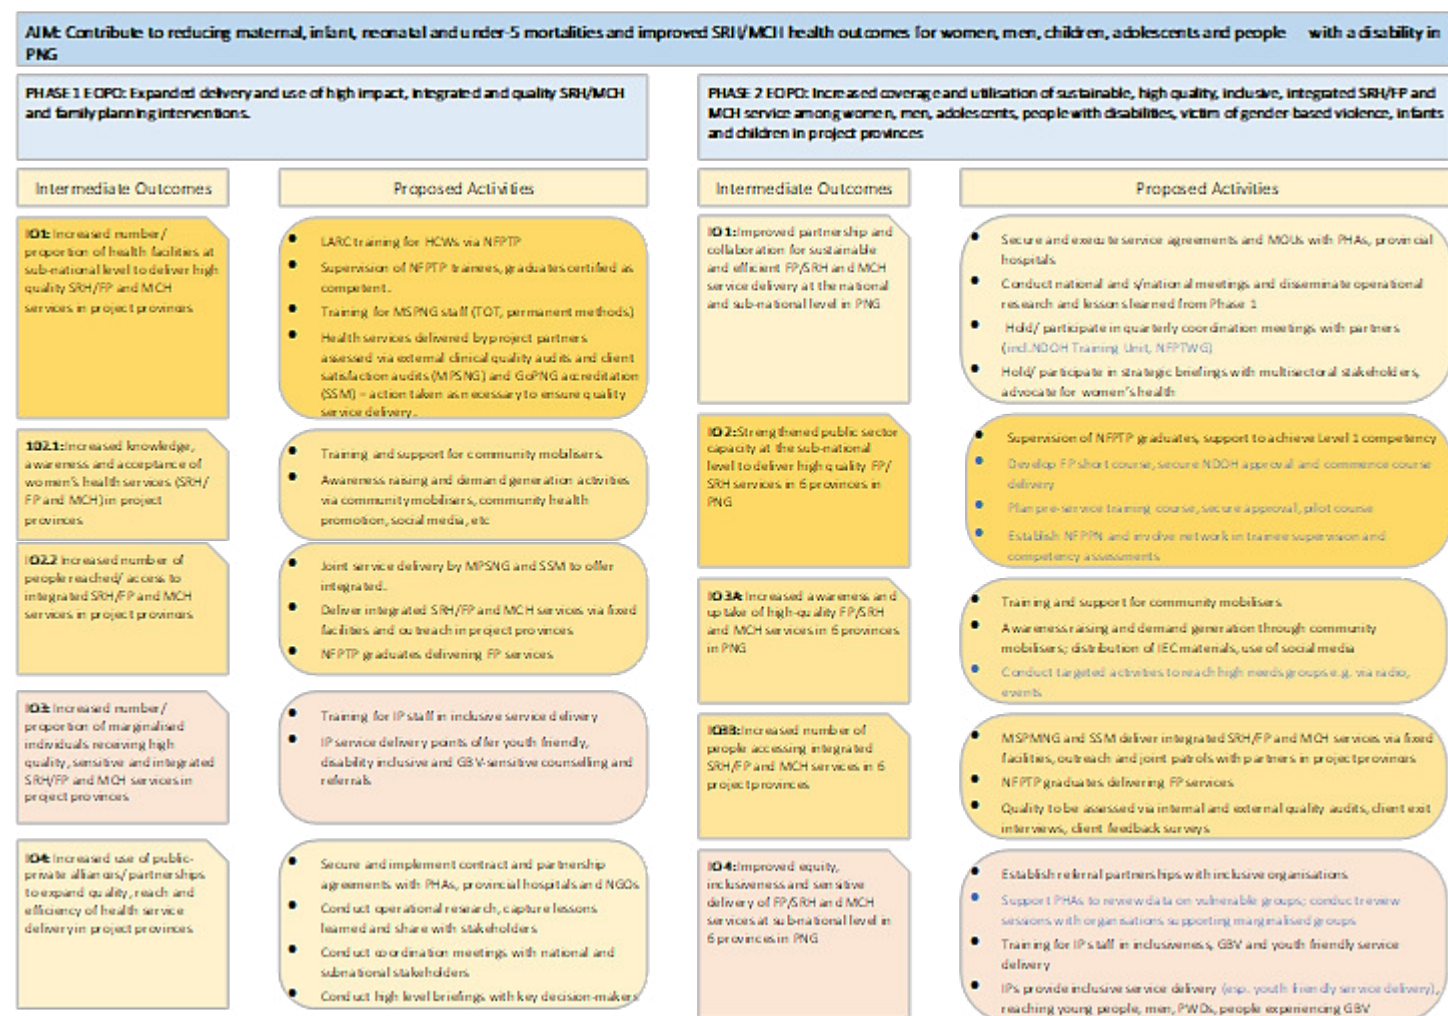 AIM: Contribute to reducing maternal, infant, neonatal and under-5 mortalities and improved SRH/MCH health outcomes for women, men, children, adolescents and people with a disability in
PNG
PHASE 1 EOPO: Expanded delivery and use of high impact, integrated and quality SRH/MCH
and family planning interventions.
Intermediate Outcomes
Proposed Activities
IO1: Increased number/
proportion of health facilities at
sub-national level to deliver high
quality SRH/FP and MCH
services in project provinces
LARC training for HCWs via NFPTP
Supervision of NFPTP trainees, graduates certified as
competent.
Training for MSPNG staff (TOT, permanent methods)
Health services delivered by project partners
assessed via external clinical quality audits and client
satisfaction audits (MPSNG) and GoPNG accreditation
(SSM) – action taken as necessary to ensure quality
service delivery.
102.1: Increased knowledge,
awareness and acceptance of
women's health services (SRH/
FP and MCH) in project
provinces
Training and support for community mobilisers.
Awareness raising and demand generation activities
via community mobilisers, community health
promotion, social media, etc
IO2.2 Increased number of
people reached/ access to
integrated SRH/FP and MCH
services in project provinces
Joint service delivery by MPSNG and SSM to offer
integrated.
Deliver integrated SRH/FP and MCH services via fixed
facilities and outreach in project provinces
NFPTP graduates delivering FP services
IO3: Increased number/
proportion of marginalised
individuals receiving high
quality, sensitive and integrated
SRH/FP and MCH services in
project provinces
Training for IP staff in inclusive service delivery
IP service delivery points offer youth friendly,
disability inclusive and GBV-sensitive counselling and
referrals
IO4: Increased use of public-
private alliances/ partnerships
to expand quality, reach and
efficiency of health service
delivery in project provinces
Secure and implement contract and partnership
agreements with PHAs, provincial hospitals and NGOs
Conduct operational research, capture lessons
learned and share with stakeholders
Conduct coordination meetings with national and
subnational stakeholders
Conduct high level briefings with key decision-makers
PHASE 2 EOPO: Increased coverage and utilisation of sustainable, high quality, inclusive, integrated SRH/FP and
MCH service among women, men, adolescents, people with disabilities, victim of gender based violence, infants
and children in project provinces
Intermediate Outcomes
Proposed Activities
IO 1: Improved partnership and
collaboration for sustainable
and efficient FP/SRH and MCH
service delivery at the national
and sub-national level in PNG
Secure and execute service agreements and MOUs with PHAs, provincial
hospitals
Conduct national and s/national meetings and disseminate operational
research and lessons learned from Phase 1
Hold/ participate in quarterly coordination meetings with partners
(incl.NDOH Training Unit, NFPTWG)
Hold/ participate in strategic briefings with multisectoral stakeholders,
advocate for women's health
IO 2: Strengthened public sector
capacity at the sub-national
level to deliver high quality FP/
SRH services in 6 provinces in
PNG
Supervision of NFPTP graduates, support to achieve Level 1 competency
Develop FP short course, secure NDOH approval and commence course
delivery
Plan pre-service training course, secure approval, pilot course
Establish NFPPN and involve network in trainee supervision and
competency assessments
IO 3A: Increased awareness and
uptake of high-quality FP/SRH
and MCH services in 6 provinces
in PNG
Training and support for community mobilisers
Awareness raising and demand generation through community
mobilisers; distribution of IEC materials, use of social media
Conduct targeted activities to reach high needs groups e.g. via radio,
events
IO3B: Increased number of
people accessing integrated
SRH/FP and MCH services in 6
project provinces
MSPMNG and SSM deliver integrated SRH/FP and MCH services via fixed
facilities, outreach and joint patrols with partners in project provinces
NFPTP graduates delivering FP services
Quality to be assessed via internal and external quality audits, client exit
interviews, client feedback surveys
IO 4: Improved equity,
inclusiveness and sensitive
delivery of FP/SRH and MCH
services at sub-national level in
6 provinces in PNG
Establish referral partnerships with inclusive organisations
Support PHAs to review data on vulnerable groups; conduct review
sessions with organisations supporting marginalised groups
Training for IP staff in inclusiveness, GBV and youth friendly service
delivery
IPs provide inclusive service delivery (esp. youth friendly service delivery),
reaching young people, men, PWDs, people experiencing GBV